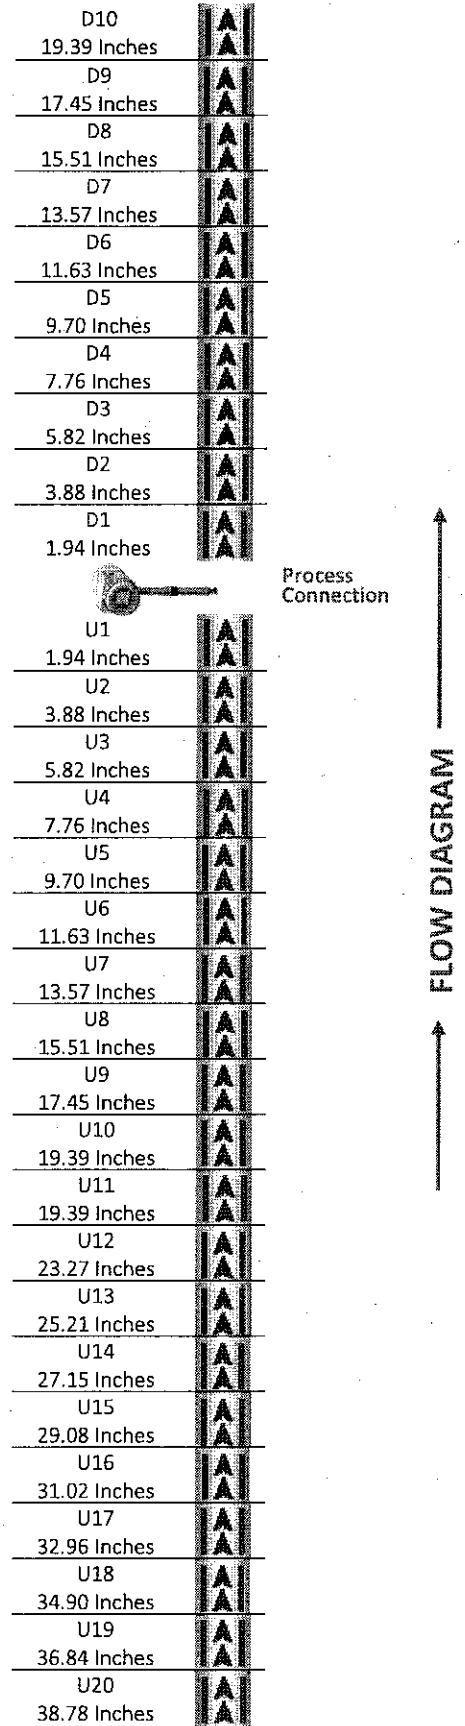 D10
19.39 Inches
D9
17.45 Inches
D8
15.51 Inches
D7
13.57 Inches
D6
11.63 Inches
D5
9.70 Inches
D4
7.76 Inches
D3
5.82 Inches
D2
3.88 Inches
D1
1.94 Inches
Process
Connection
U1
1.94 Inches
U2
3.88 Inches
U3
5.82 Inches
U4
7.76 Inches
U5
9.70 Inches
U6
11.63 Inches
U7
13.57 Inches
U8
15.51 Inches
U9
17.45 Inches
U10
19.39 Inches
U11
19.39 Inches
U12
23.27 Inches
U13
25.21 Inches
U14
27.15 Inches
U15
29.08 Inches
U16
31.02 Inches
U17
32.96 Inches
U18
34.90 Inches
U19
36.84 Inches
U20
38.78 Inches
FLOW DIAGRAM